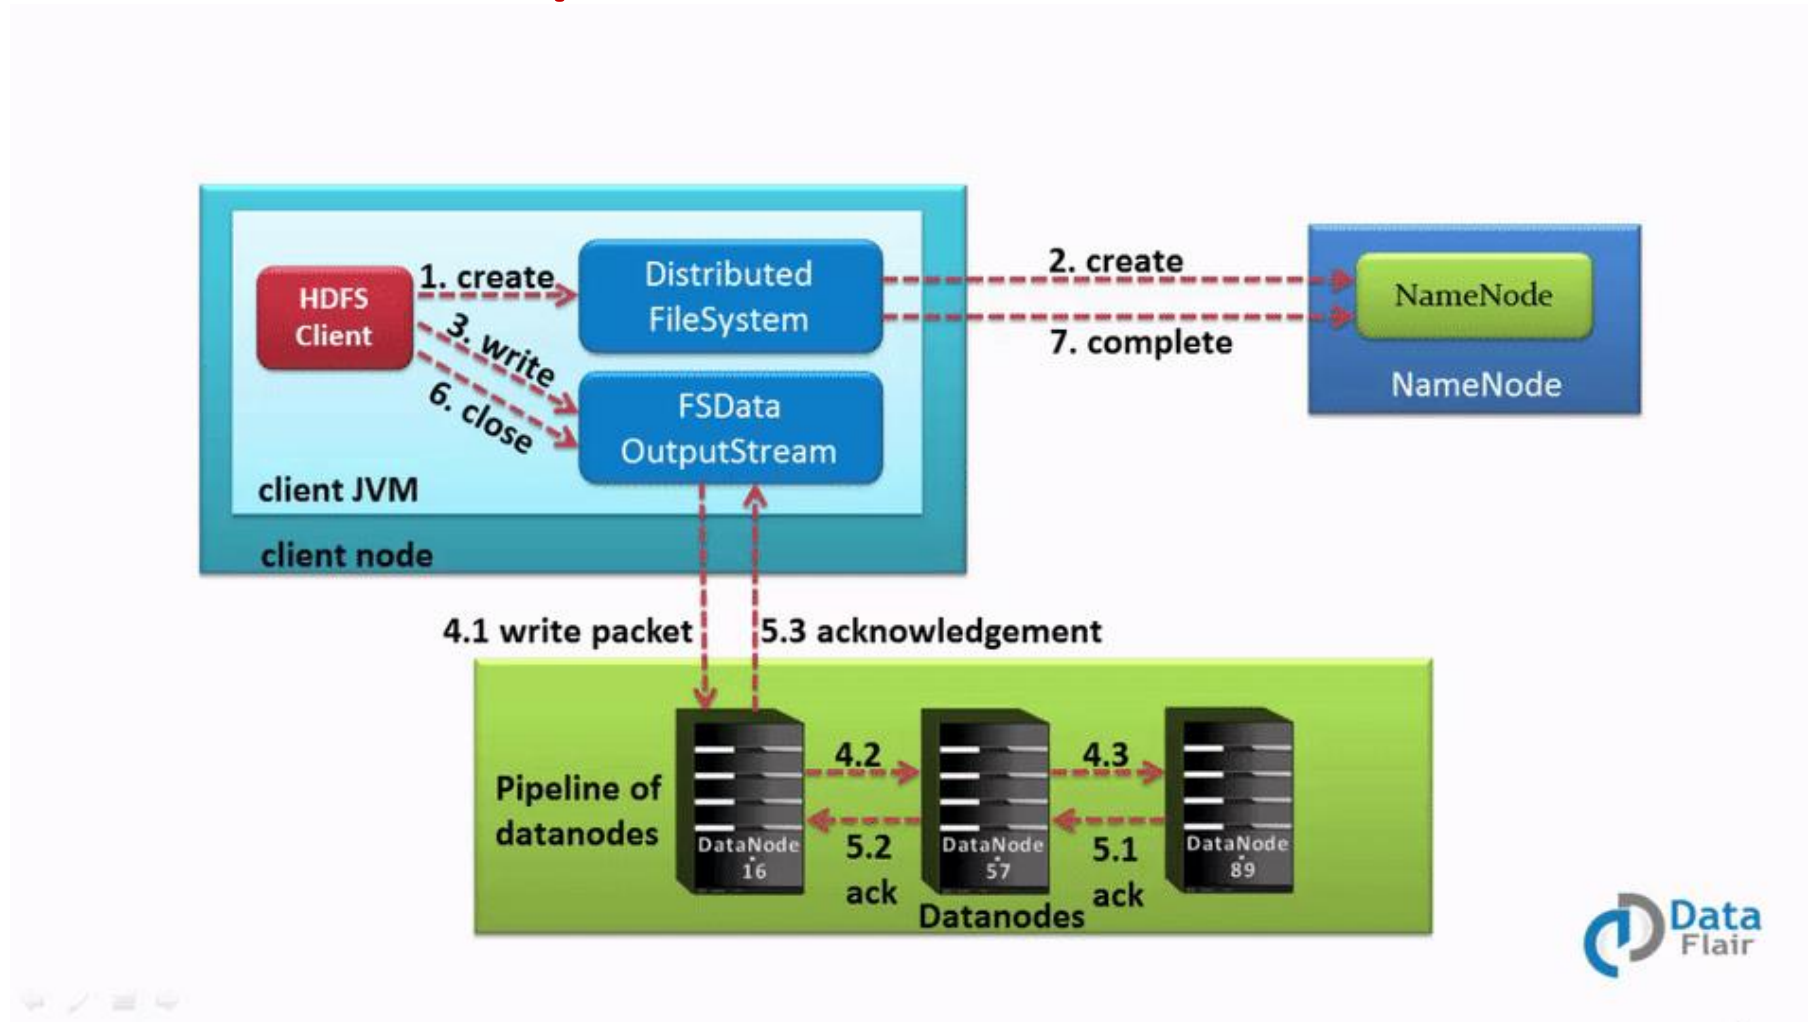 1. create
HDFS
Client
Distributed
FileSystem
2. create
NameNode
3. write
7. complete
NameNode
6. close
FSData
OutputStream
client JVM
client node
4.1 write packet
5.3 acknowledgement
Pipeline of
datanodes
4.2
4.3
DataNode
16
DataNode
57
DataNode
89
5.2
ack
5.1
ack
Datanodes
Data
Flair